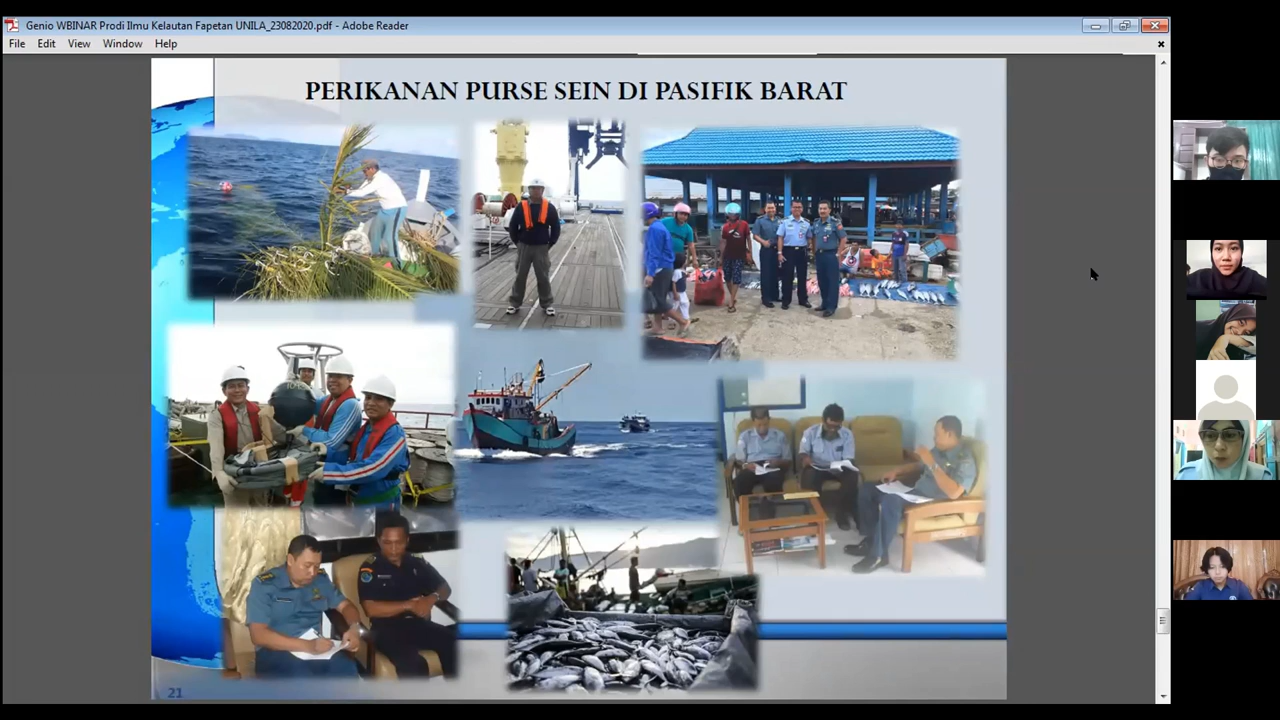 Genio WBINAR Prodi Ilmu Kelautan Fapetan UNILA_23082020.pdf - Adobe Reader
File Edit View Window Help
PERIKANAN PURSE SEIN DI PASIFIK BARAT
21